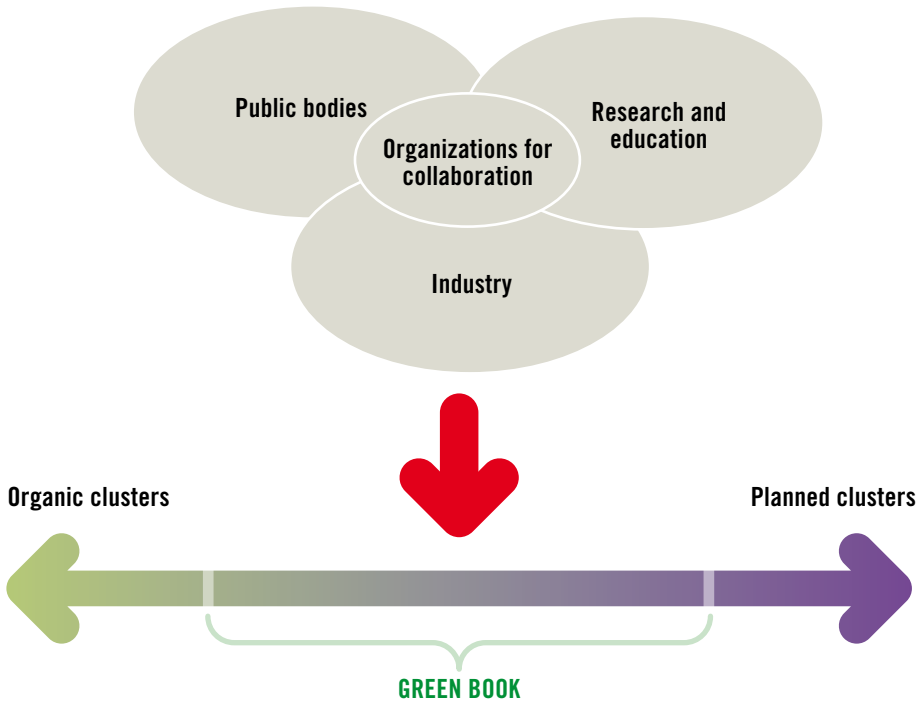 Public bodies
Research and
education
Organizations for
collaboration
Industry
Organic clusters
Planned clusters
GREEN BOOK